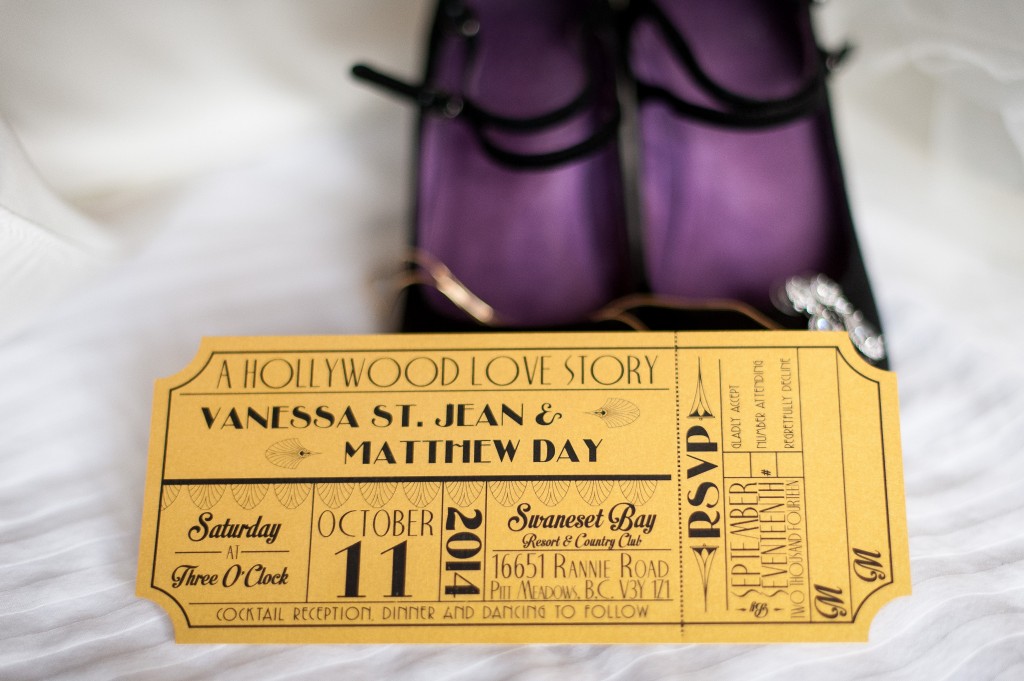 A HOLLYWOOD LOVE STORY
VANESSA ST. JEAN &
MATTHEW DAY
Saturday
AT
Three O'Clock
OCTOBER
11
2014
Swaneset Bay
Resort & Country Club
16651 RANNIE ROAD
PITT MEADOWS, B.C. V3Y 1Z1
COCKTAIL RECEPTION, DINNER AND DANCING TO FOLLOW
RSVP
GLADLY ACCEPT
NUMBER ATTENDING
REGRETFULLY DECLINE
SEPTEMBER
SEVENTEENTH
TWO THOUSAND FOURTEEN
#
M
M